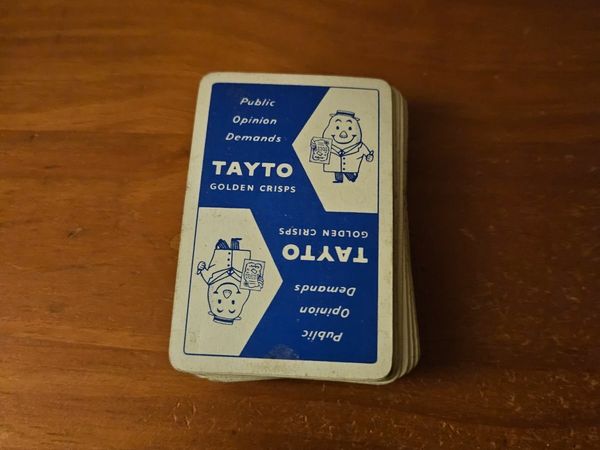 Public
Opinion
Demands
TAYTO
GOLDEN CRISPS
TAYTO
GOLDEN CRISPS
Public
Opinion
Demands